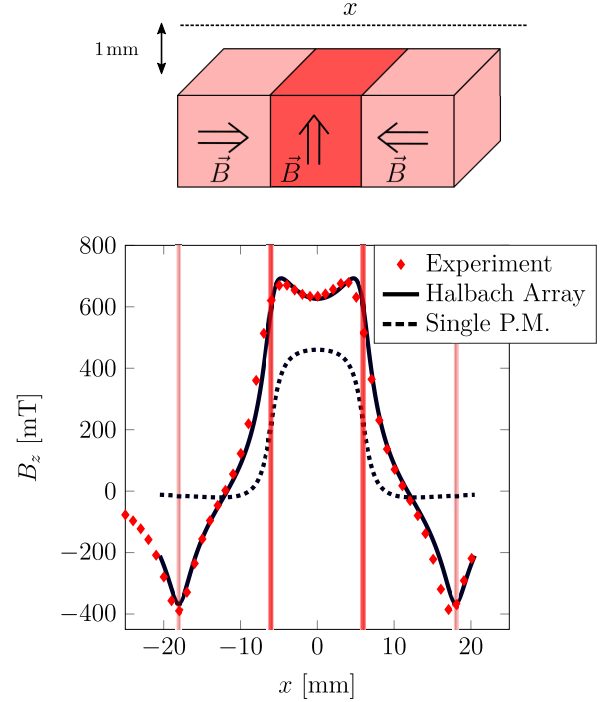 x
1 mm
B⃗
B⃗
B⃗
800
600
400
200
0
−200
−400
B_z [mT]
Experiment
Halbach Array
Single P.M.
−20
−10
0
10
20
x [mm]